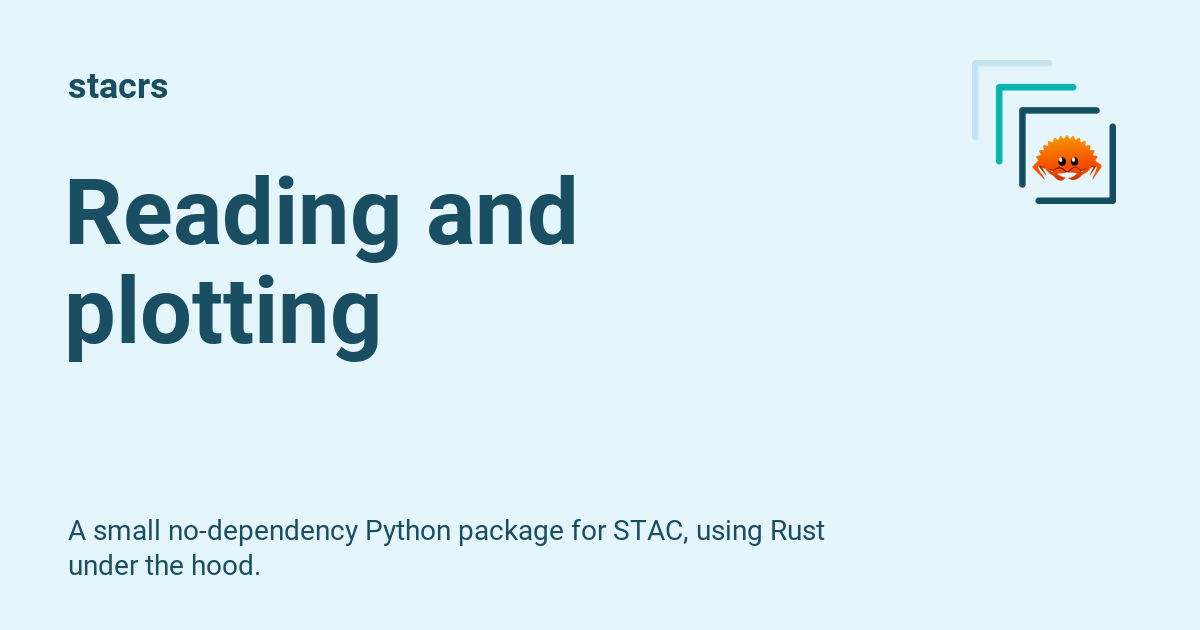 stacrs
Reading and
plotting
A small no-dependency Python package for STAC, using Rust
under the hood.